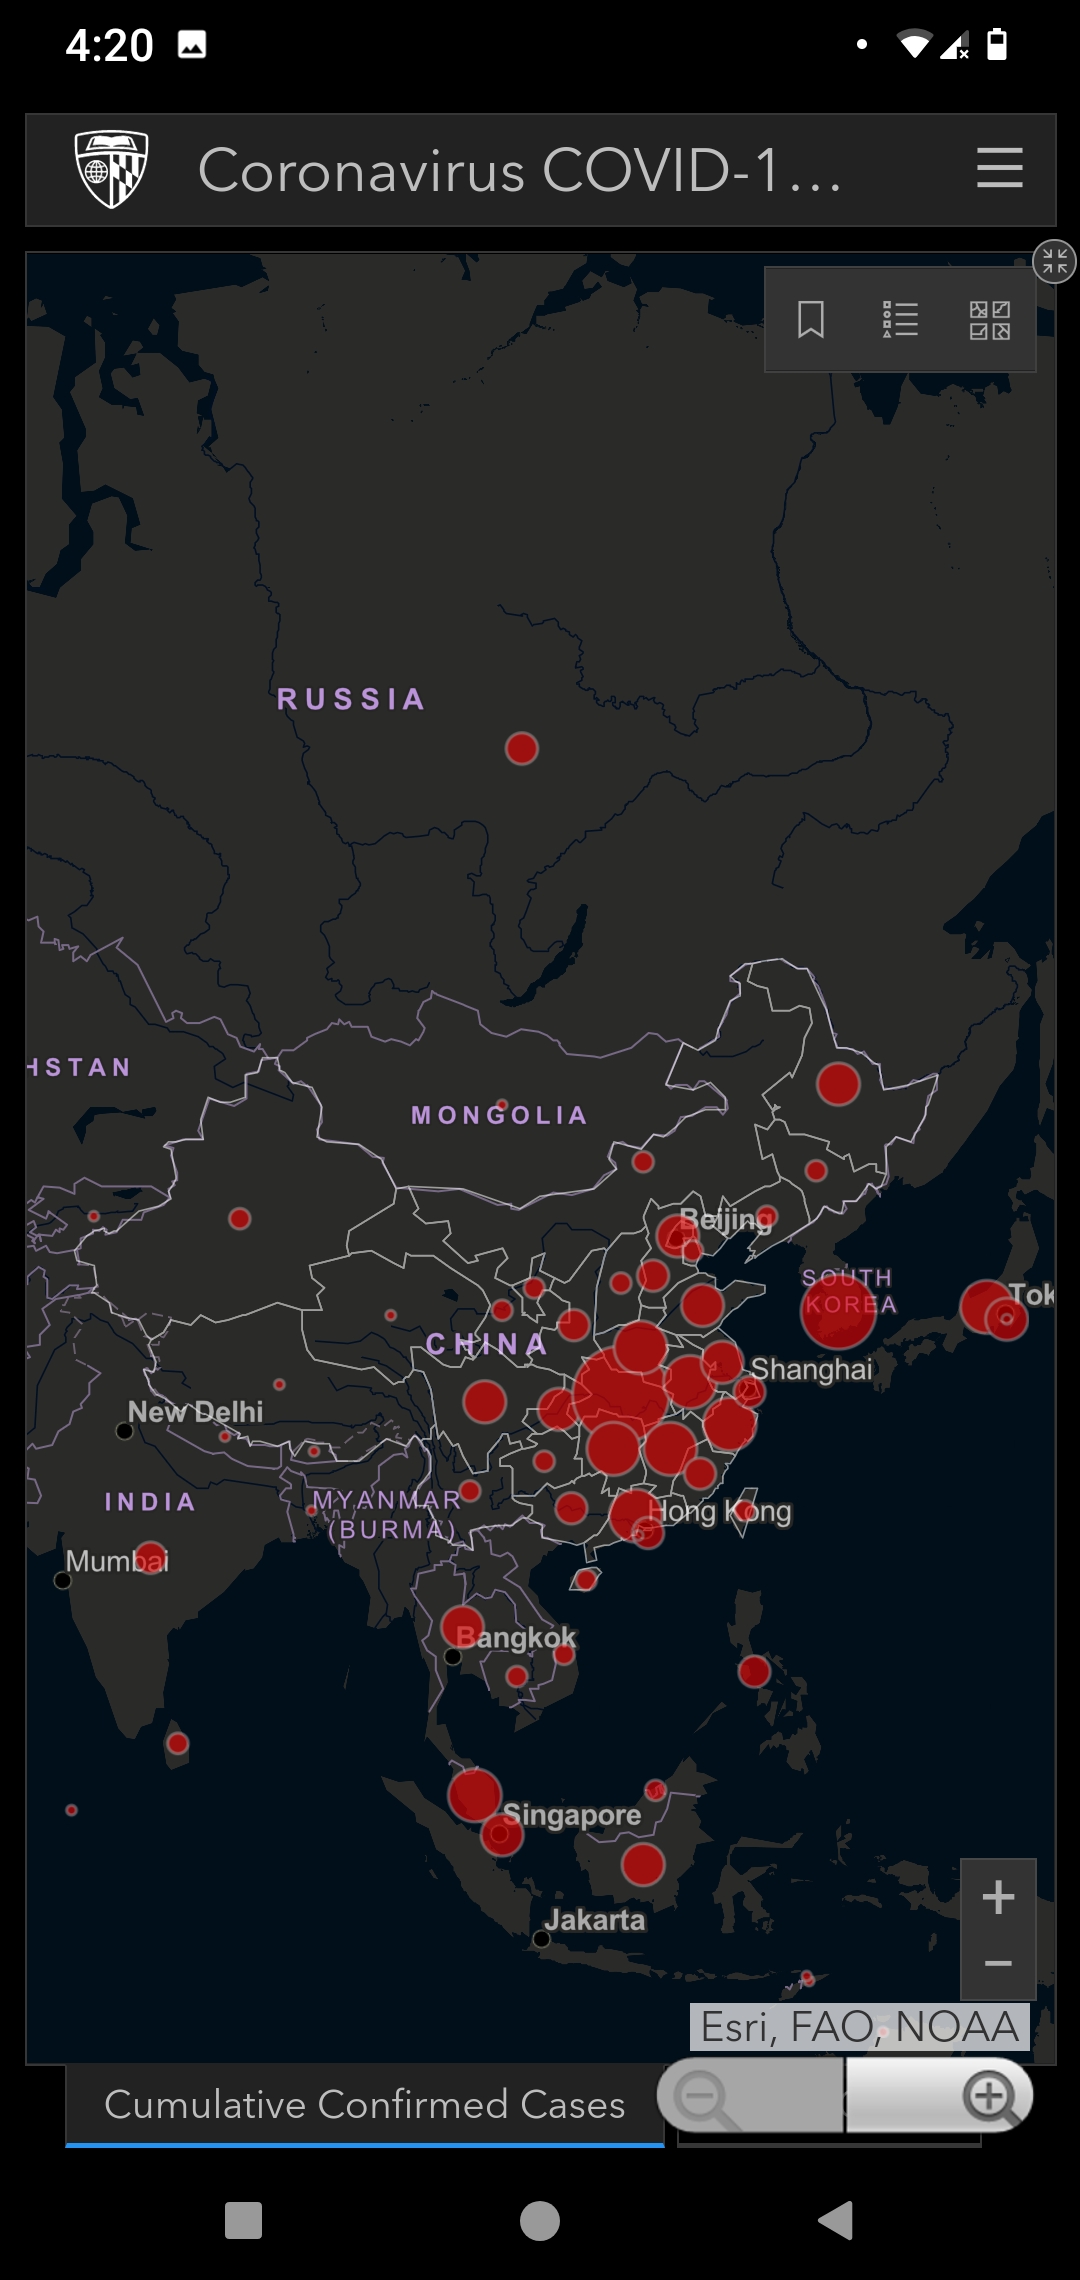 4:20
Coronavirus COVID-1...
RUSSIA
HSTAN
MONGOLIA
Beijing
SOUTH
KOREA
Tok
CHINA
Shanghai
New Delhi
INDIA
MYANMAR
(BURMA)
Hong Kong
Mumbai
Bangkok
Singapore
Jakarta
+
−
Esri, FAO, NOAA
Cumulative Confirmed Cases